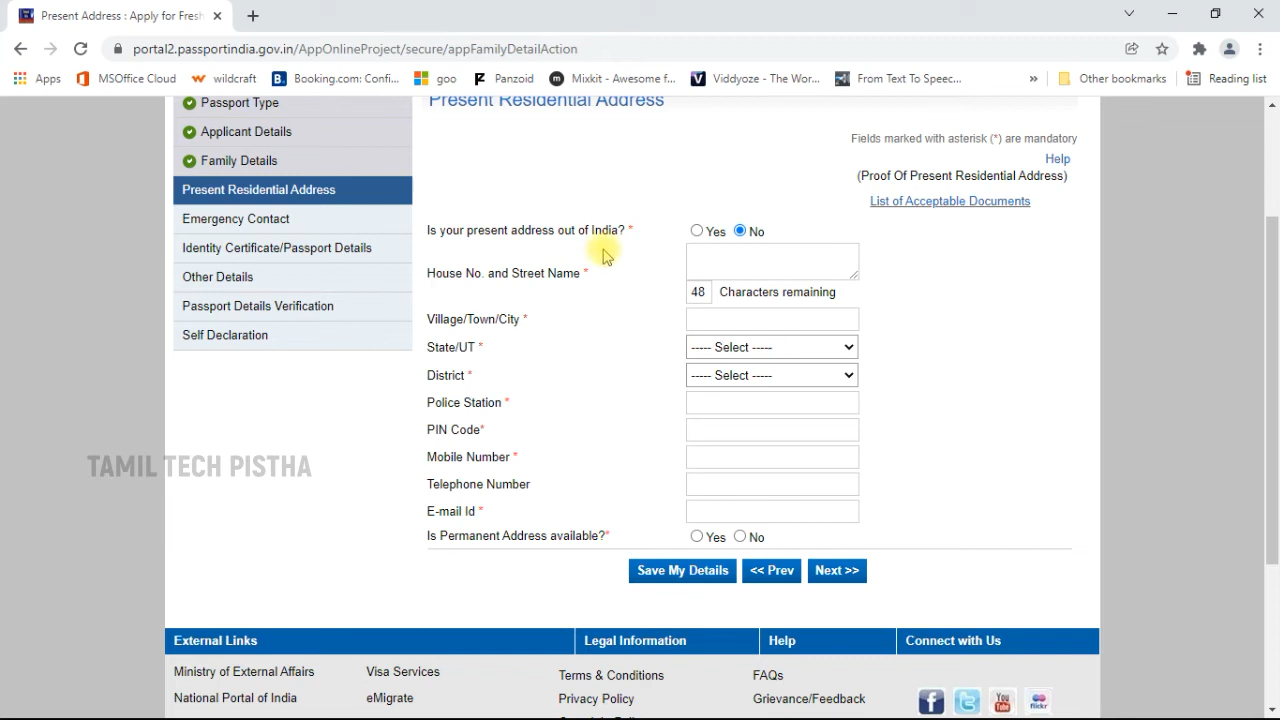 Present Address : Apply for Fresh
portal2.passportindia.gov.in/AppOnlineProject/secure/appFamilyDetailAction
Apps MSOffice Cloud wildcraft Booking.com: Confi... goo Panzoid Mixkit - Awesome f... Viddyoze - The Wor... From Text To Speec... » Other bookmarks Reading list
Passport Type
Applicant Details
Family Details
Present Residential Address
Emergency Contact
Identity Certificate/Passport Details
Other Details
Passport Details Verification
Self Declaration
Present Residential Address
Fields marked with asterisk (*) are mandatory
Help
(Proof Of Present Residential Address)
List of Acceptable Documents
Is your present address out of India? * Yes No
House No. and Street Name *
48 Characters remaining
Village/Town/City *
State/UT * ----- Select -----
District * ----- Select -----
Police Station *
PIN Code*
Mobile Number *
Telephone Number
E-mail Id *
Is Permanent Address available?* Yes No
Save My Details << Prev Next >>
TAMIL TECH PISTHA
External Links Legal Information Help Connect with Us
Ministry of External Affairs Visa Services Terms & Conditions FAQs
National Portal of India eMigrate Privacy Policy Grievance/Feedback